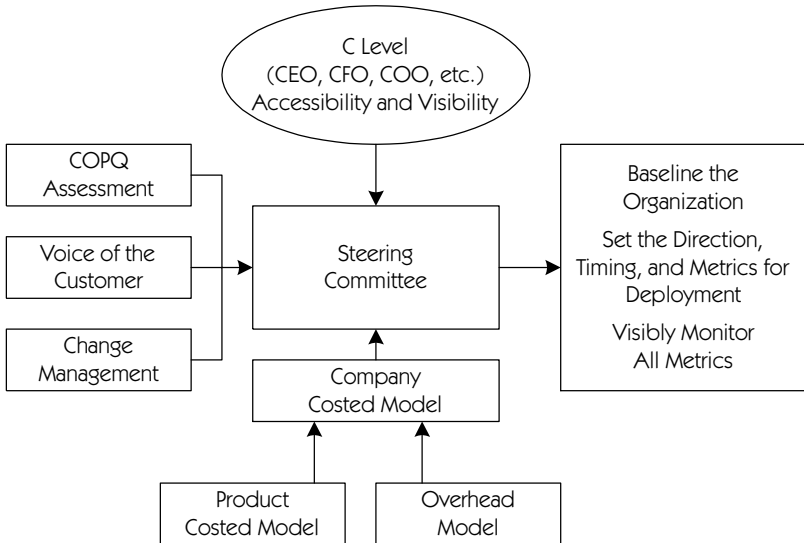 C Level
(CEO, CFO, COO, etc.)
Accessibility and Visibility
COPQ
Assessment
Voice of the
Customer
Change
Management
Steering
Committee
Baseline the
Organization
Set the Direction,
Timing, and Metrics for
Deployment
Visibly Monitor
All Metrics
Company
Costed Model
Product
Costed Model
Overhead
Model